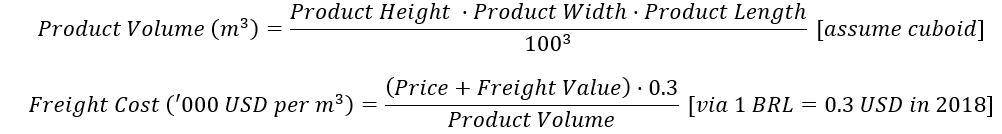 Product Volume (m³) = (Product Height · Product Width · Product Length) / 100³ [assume cuboid]
Freight Cost ('000 USD per m³) = ((Price + Freight Value) · 0.3) / Product Volume [via 1 BRL = 0.3 USD in 2018]